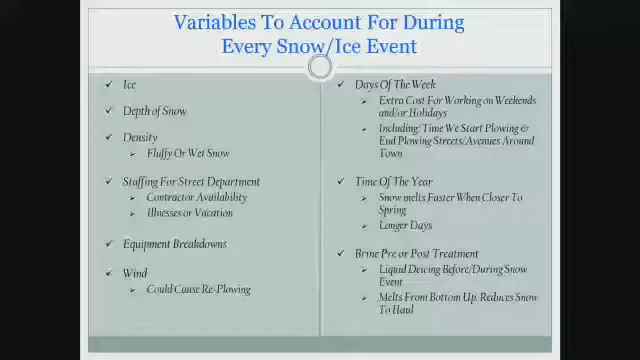 Variables To Account For During
Every Snow/Ice Event
Ice
Depth of Snow
Density
Fluffy Or Wet Snow
Staffing For Street Department
Contractor Availability
Illnesses or Vacation
Equipment Breakdowns
Wind
Could Cause Re-Plowing
Days Of The Week
Extra Cost For Working on Weekends
and/or Holidays
Including: Time We Start Plowing &
End Plowing Streets/Avenues Around
Town
Time Of The Year
Snow melts Faster When Closer To
Spring
Longer Days
Brine Pre or Post Treatment
Liquid Deicing Before/During Snow
Event
Melts From Bottom Up, Reduces Snow
To Haul